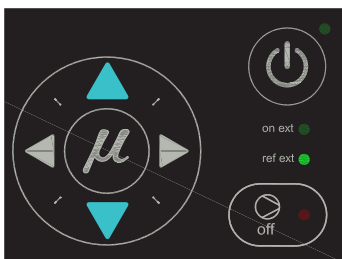 μ
on ext
ref ext
off